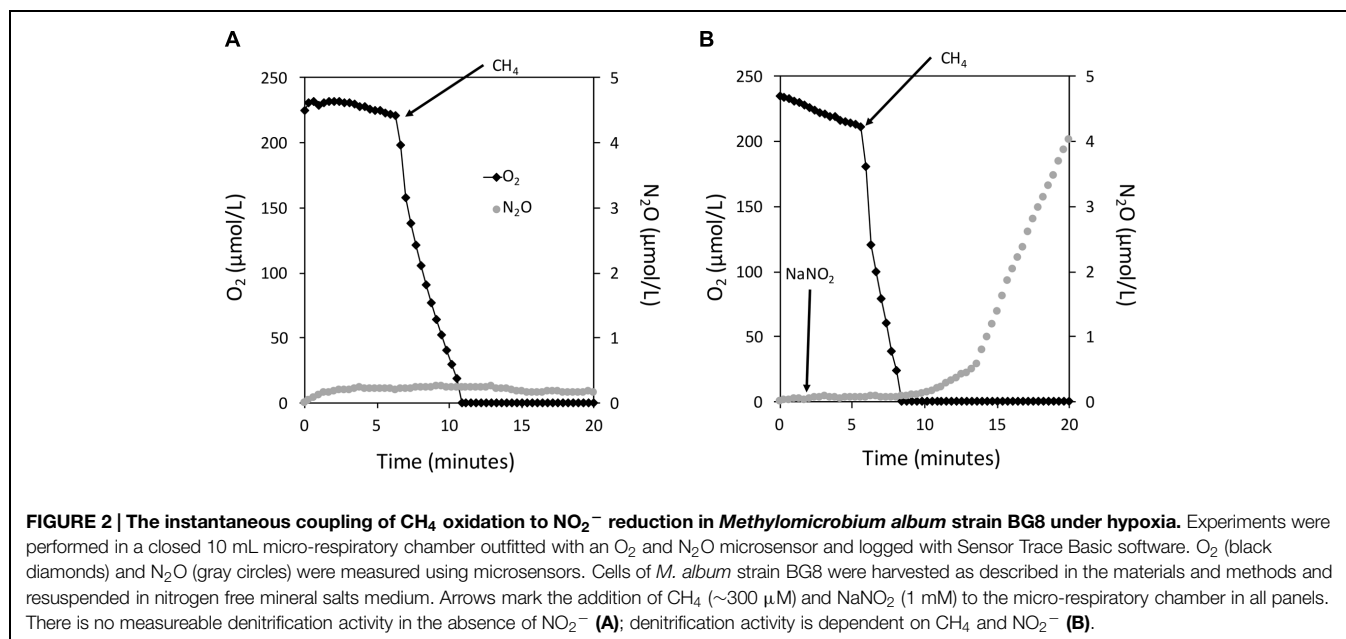 A
CH₄
250
200
150
100
50
0
5
4
3
2
1
0
O₂ (μmol/L)
N₂O (μmol/L)
O₂
N₂O
0 5 10 15 20
Time (minutes)
B
CH₄
250
200
150
100
50
0
5
4
3
2
1
0
O₂ (μmol/L)
N₂O (μmol/L)
NaNO₂
0 5 10 15 20
Time (minutes)
FIGURE 2 | The instantaneous coupling of CH₄ oxidation to NO₂⁻ reduction in Methylomicrobium album strain BG8 under hypoxia. Experiments were
performed in a closed 10 mL micro-respiratory chamber outfitted with an O₂ and N₂O microsensor and logged with Sensor Trace Basic software. O₂ (black
diamonds) and N₂O (gray circles) were measured using microsensors. Cells of M. album strain BG8 were harvested as described in the materials and methods and
resuspended in nitrogen free mineral salts medium. Arrows mark the addition of CH₄ (∼300 μM) and NaNO₂ (1 mM) to the micro-respiratory chamber in all panels.
There is no measureable denitrification activity in the absence of NO₂⁻ (A); denitrification activity is dependent on CH₄ and NO₂⁻ (B).